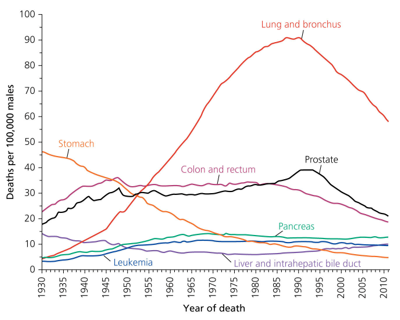 100
90
80
70
60
50
40
30
20
10
0
Deaths per 100,000 males
Lung and bronchus
Stomach
Colon and rectum
Prostate
Pancreas
Leukemia
Liver and intrahepatic bile duct
1930 1935 1940 1945 1950 1955 1960 1965 1970 1975 1980 1985 1990 1995 2000 2005 2010
Year of death